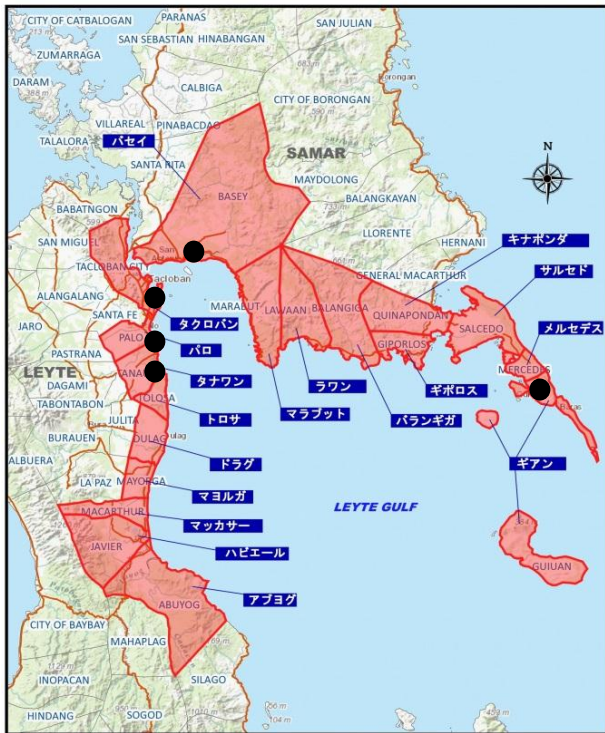 CITY OF CATBALOGAN
PARANAS
SAN JULIAN
SAN SEBASTIAN
HINABANGAN
ZUMARRAGA
DARAM
CALBIGA
Borongan
CITY OF BORONGAN
VILLAREAL
PINABACDAO
TALALORA
バセイ
SAMAR
N
SANTA RITA
MAYDOLONG
BASEY
BALANGKAYAN
BABATNGON
LLORENTE
SAN MIGUEL
HERNANI
キナポンダ
TACLOBAN CITY
GENERAL MACARTHUR
サルセド
ALANGALANG
MARABUT
LAWAAN
BALANGIGA
QUINAPONDAN
SANTA FE
タクロバン
SALCEDO
メルセデス
JARO
PALO
パロ
GIPORLOS
PASTRANA
MERCEDES
LEYTE
タナワン
ラワン
ギポロス
DAGAMI
マラブット
バランギガ
TABONTABON
TOLOSA
トロサ
JULITA
BURAUEN
DULAG
ドラグ
ギアン
ALBUERA
LA PAZ
MAYORGA
マヨルガ
LEYTE GULF
MACARTHUR
マッカサー
JAVIER
ハビエール
GUIUAN
ABUYOG
アブヨグ
CITY OF BAYBAY
MAHAPLAG
SILAGO
INOPACAN
HINDANG
SOGOD